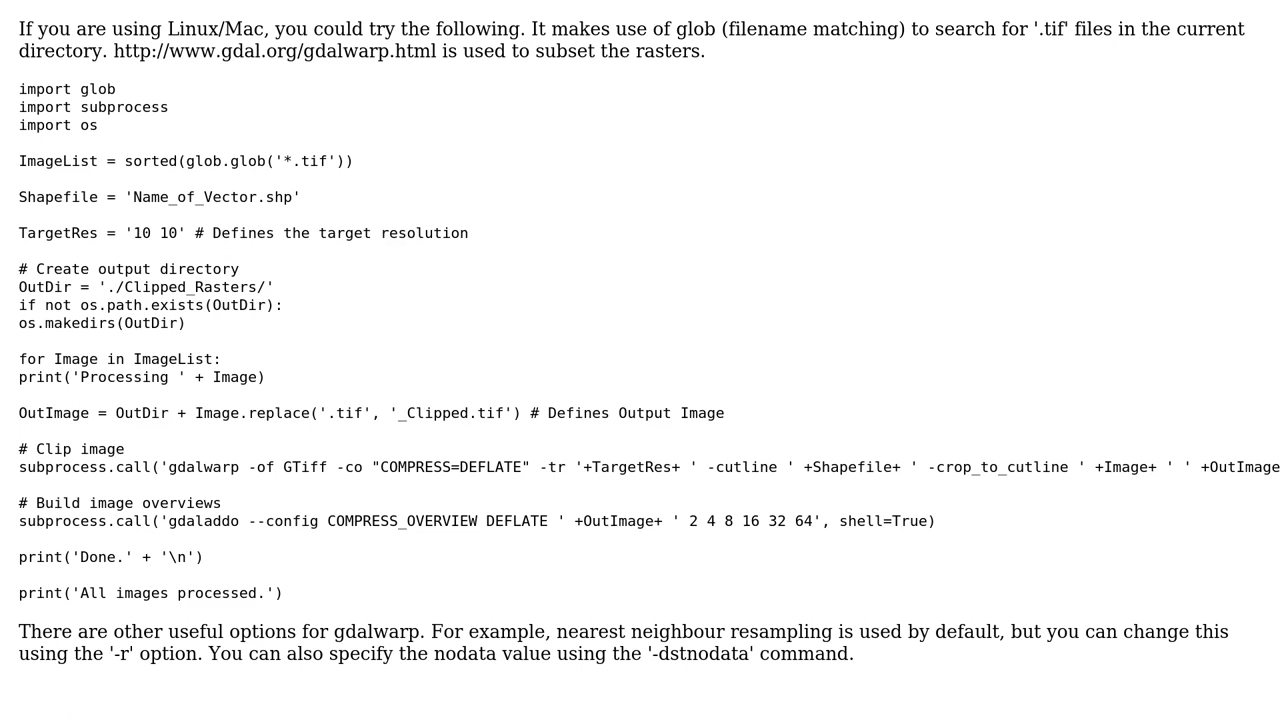 If you are using Linux/Mac, you could try the following. It makes use of glob (filename matching) to search for '.tif' files in the current
directory. http://www.gdal.org/gdalwarp.html is used to subset the rasters.
import glob
import subprocess
import os
ImageList = sorted(glob.glob('*.tif'))
Shapefile = 'Name_of_Vector.shp'
TargetRes = '10 10' # Defines the target resolution
# Create output directory
OutDir = './Clipped_Rasters/'
if not os.path.exists(OutDir):
os.makedirs(OutDir)
for Image in ImageList:
print('Processing ' + Image)
OutImage = OutDir + Image.replace('.tif', '_Clipped.tif') # Defines Output Image
# Clip image
subprocess.call('gdalwarp -of GTiff -co "COMPRESS=DEFLATE" -tr '+TargetRes+ ' -cutline ' +Shapefile+ ' -crop_to_cutline ' +Image+ ' ' +OutImage
# Build image overviews
subprocess.call('gdaladdo --config COMPRESS_OVERVIEW DEFLATE ' +OutImage+ ' 2 4 8 16 32 64', shell=True)
print('Done.' + '\n')
print('All images processed.')
There are other useful options for gdalwarp. For example, nearest neighbour resampling is used by default, but you can change this
using the '-r' option. You can also specify the nodata value using the '-dstnodata' command.